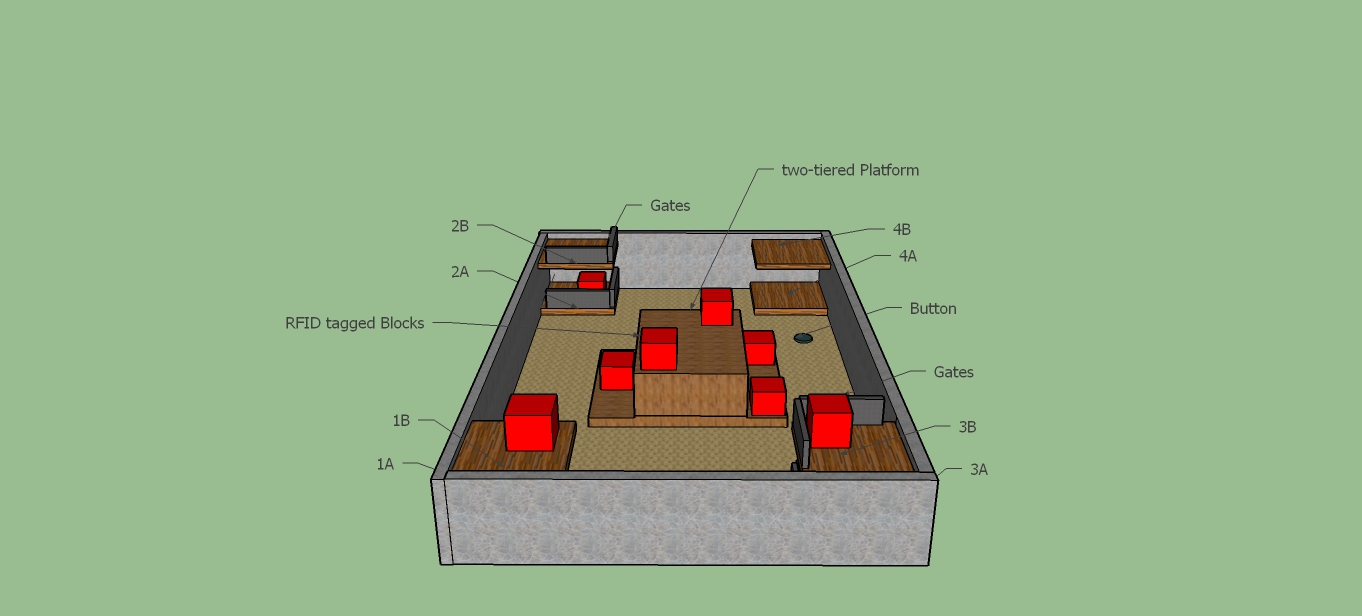 two-tiered Platform
Gates
2B
4B
4A
2A
Button
RFID tagged Blocks
Gates
1B
3B
1A
3A